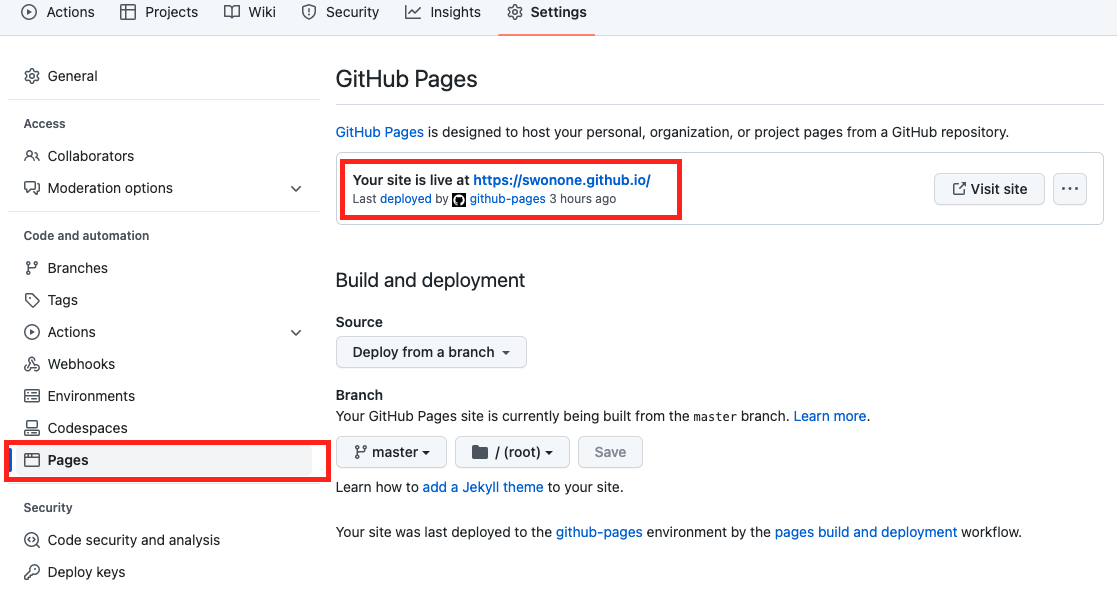 Actions Projects Wiki Security Insights Settings
General
Access
Collaborators
Moderation options
Code and automation
Branches
Tags
Actions
Webhooks
Environments
Codespaces
Pages
Security
Code security and analysis
Deploy keys
GitHub Pages
GitHub Pages is designed to host your personal, organization, or project pages from a GitHub repository.
Your site is live at https://swonone.github.io/
Last deployed by github-pages 3 hours ago
Visit site
Build and deployment
Source
Deploy from a branch
Branch
Your GitHub Pages site is currently being built from the master branch. Learn more.
master / (root) Save
Learn how to add a Jekyll theme to your site.
Your site was last deployed to the github-pages environment by the pages build and deployment workflow.